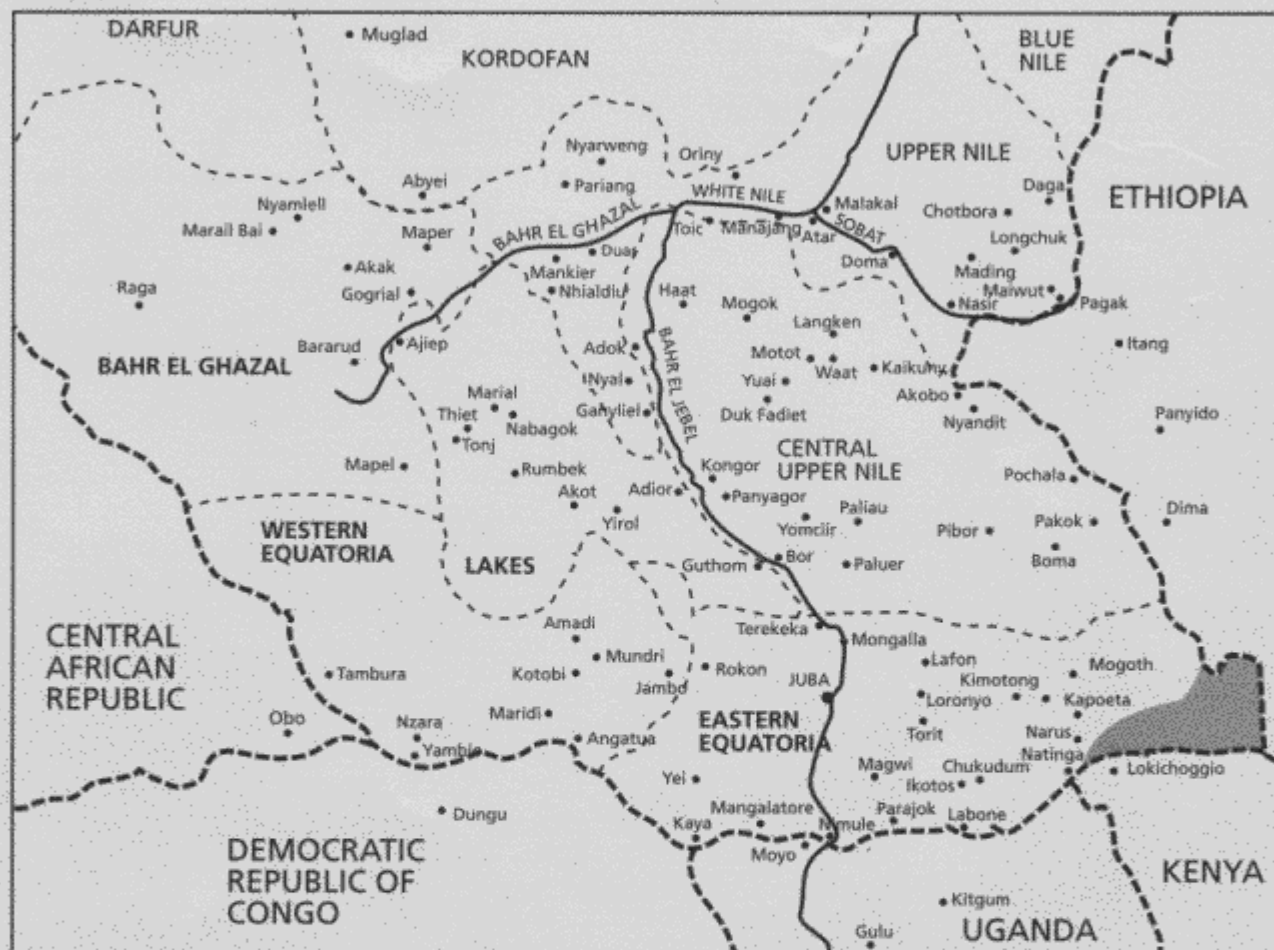 DARFUR
Muglad
KORDOFAN
BLUE
NILE
Nyarweng
Oriny
UPPER NILE
Pariang
Abyei
WHITE NILE
Daga
ETHIOPIA
Nyamlell
Malakal
Chotbora
Marail Bai
Maper
BAHR EL GHAZAL
Toic
Manajang
Atar
SOBAT
Longchuk
Duar
Doma
Akak
Mankier
Mading
Raga
Gogrial
Nhialdiu
Haat
Mogok
Maiwut
Nasir
Pagak
Langken
Bararud
Ajiep
Adok
BAHR EL JEBEL
Motot
Itang
BAHR EL GHAZAL
Nyal
Yuai
Waat
Kaikuny
Marial
Akobo
Thiet
Ganyliel
Duk Fadiet
Nyandit
Panyido
Nabagok
Tonj
CENTRAL
UPPER NILE
Mapel
Rumbek
Kongor
Pochala
Akot
Adior
Panyagor
Paliau
Dima
WESTERN
EQUATORIA
Yirol
Yomciir
Pibor
Pakok
LAKES
Guthom
Bor
Paluer
Boma
CENTRAL
AFRICAN
REPUBLIC
Amadi
Terekeka
Mongalla
Mundri
Rokon
Lafon
Mogoth
Tambura
Kotobi
Jambo
JUBA
Kimotong
Loronyo
Kapoeta
Obo
Nzara
Maridi
EASTERN
EQUATORIA
Torit
Narus
Angatua
Yambio
Natinga
Yei
Magwi
Chukudum
Lokichoggio
Ikotos
Dungu
Mangalatore
Parajok
Labone
Kaya
Nimule
DEMOCRATIC
REPUBLIC OF
CONGO
Moyo
KENYA
Kitgum
UGANDA
Gulu